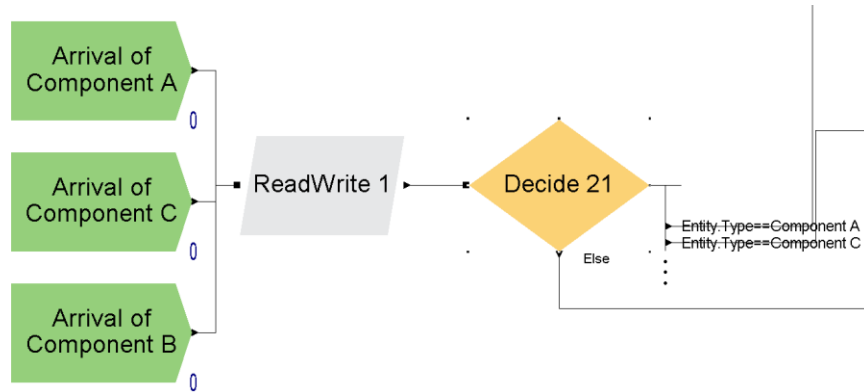 Arrival of
Component A
0
Arrival of
Component C
0
Arrival of
Component B
0
ReadWrite 1
Decide 21
Else
Entity.Type==Component A
Entity.Type==Component C